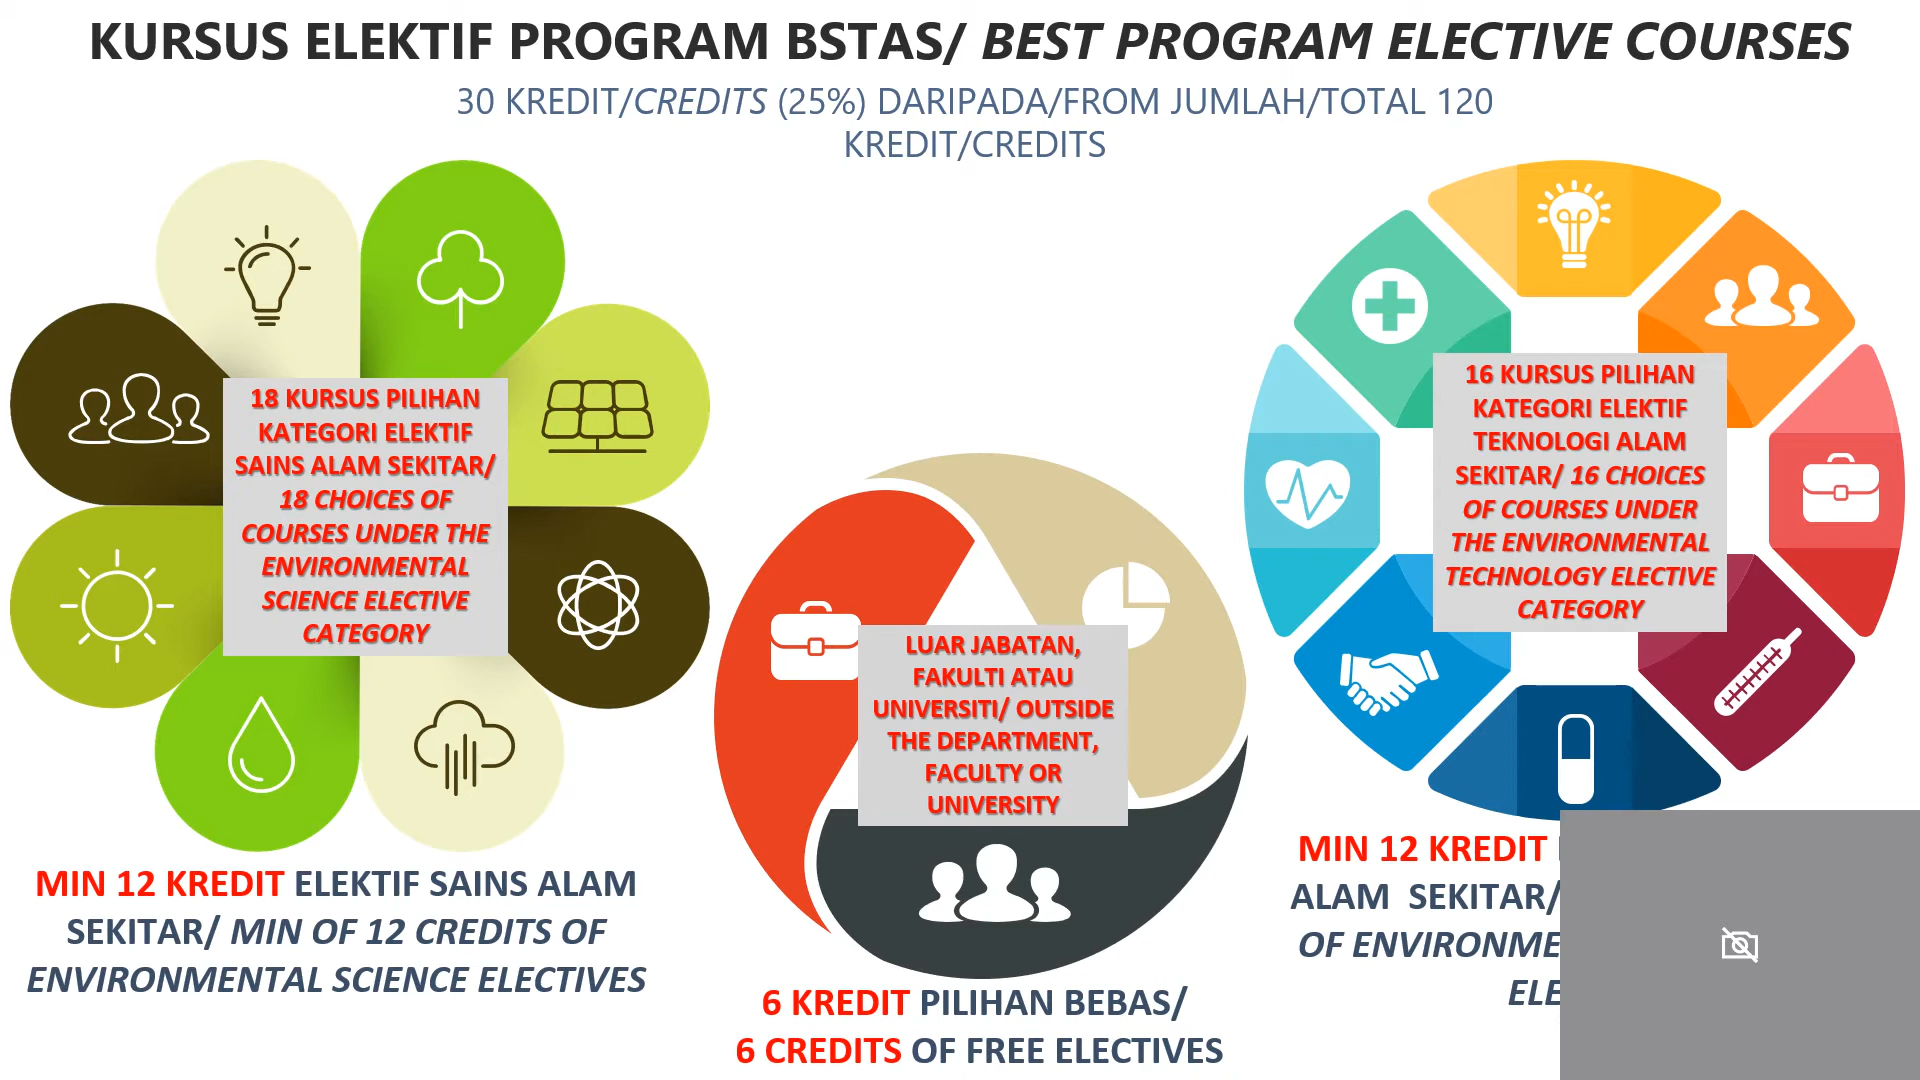 KURSUS ELEKTIF PROGRAM BSTAS/ BEST PROGRAM ELECTIVE COURSES
30 KREDIT/CREDITS (25%) DARIPADA/FROM JUMLAH/TOTAL 120
KREDIT/CREDITS
18 KURSUS PILIHAN
KATEGORI ELEKTIF
SAINS ALAM SEKITAR/
18 CHOICES OF
COURSES UNDER THE
ENVIRONMENTAL
SCIENCE ELECTIVE
CATEGORY
MIN 12 KREDIT ELEKTIF SAINS ALAM
SEKITAR/ MIN OF 12 CREDITS OF
ENVIRONMENTAL SCIENCE ELECTIVES
LUAR JABATAN,
FAKULTI ATAU
UNIVERSITI/ OUTSIDE
THE DEPARTMENT,
FACULTY OR
UNIVERSITY
6 KREDIT PILIHAN BEBAS/
6 CREDITS OF FREE ELECTIVES
16 KURSUS PILIHAN
KATEGORI ELEKTIF
TEKNOLOGI ALAM
SEKITAR/ 16 CHOICES
OF COURSES UNDER
THE ENVIRONMENTAL
TECHNOLOGY ELECTIVE
CATEGORY
MIN 12 KREDIT
ALAM SEKITAR/
OF